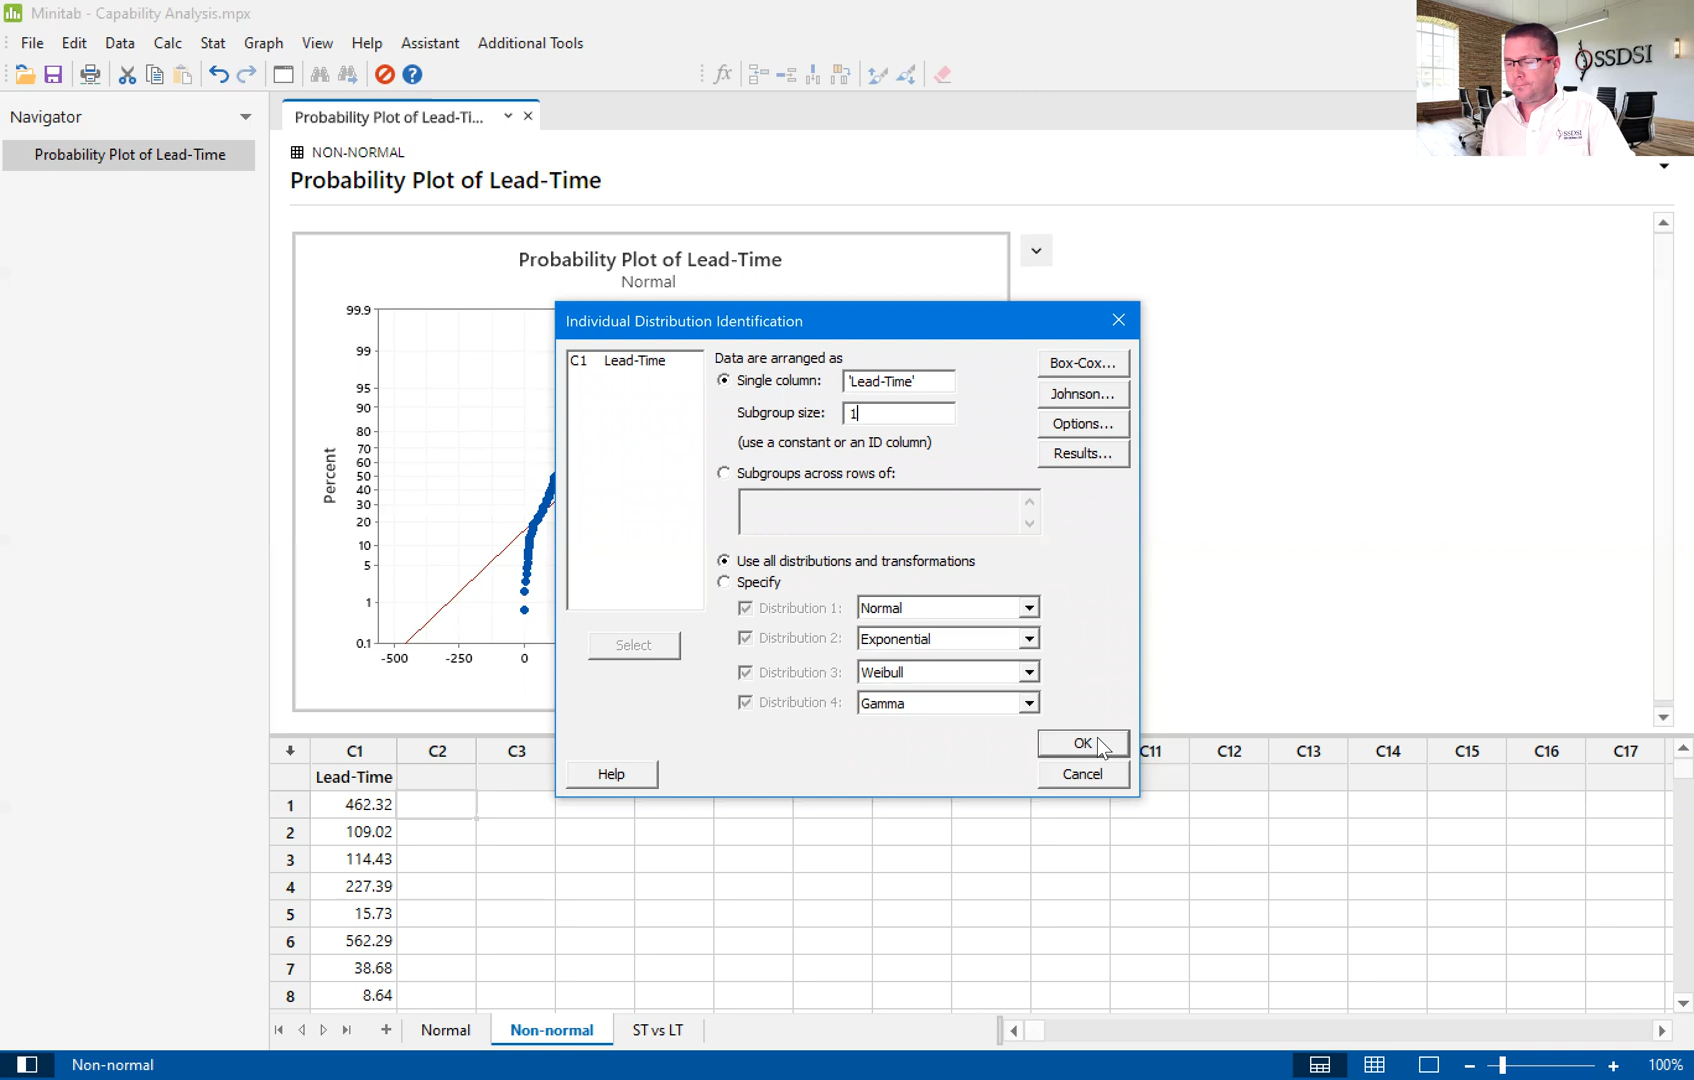 Minitab - Capability Analysis.mpx
File Edit Data Calc Stat Graph View Help Assistant Additional Tools
SSDSI
SSDSI
fx
Navigator
Probability Plot of Lead-Time
Probability Plot of Lead-Ti...
NON-NORMAL
Probability Plot of Lead-Time
Probability Plot of Lead-Time
Normal
99.9
99
95
90
80
70
60
50
40
30
20
10
5
1
0.1
Percent
-500 -250 0
Individual Distribution Identification
C1 Lead-Time
Data are arranged as
Single column: 'Lead-Time'
Subgroup size: 1
(use a constant or an ID column)
Subgroups across rows of:
Use all distributions and transformations
Specify
Distribution 1: Normal
Distribution 2: Exponential
Distribution 3: Weibull
Distribution 4: Gamma
Box-Cox...
Johnson...
Options...
Results...
Select
OK
Help
Cancel
C1 C2 C3 C11 C12 C13 C14 C15 C16 C17
Lead-Time
1 462.32
2 109.02
3 114.43
4 227.39
5 15.73
6 562.29
7 38.68
8 8.64
+ Normal Non-normal ST vs LT
Non-normal
100%